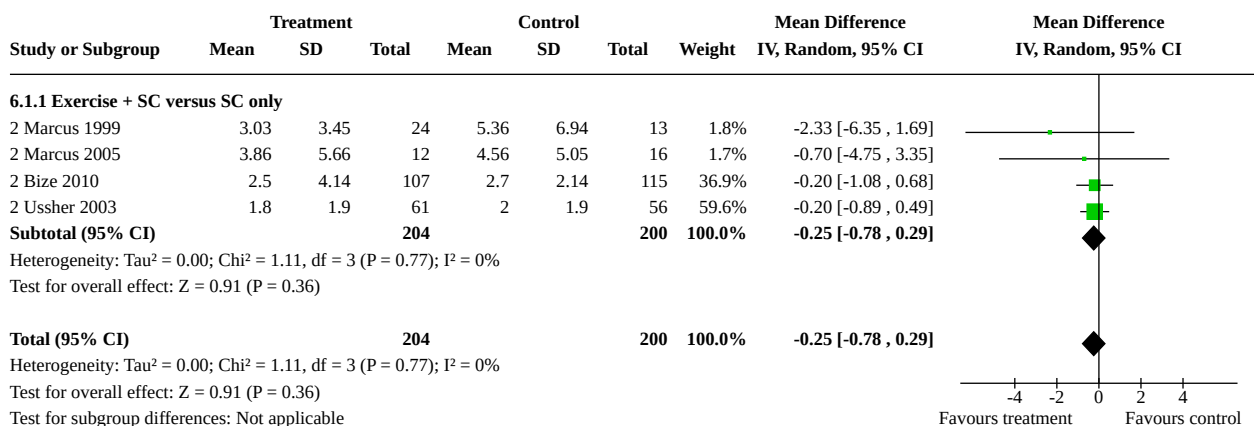 Treatment Control Mean Difference Mean Difference
Study or Subgroup Mean SD Total Mean SD Total Weight IV, Random, 95% CI IV, Random, 95% CI
6.1.1 Exercise + SC versus SC only
2 Marcus 1999 3.03 3.45 24 5.36 6.94 13 1.8% -2.33 [-6.35 , 1.69]
2 Marcus 2005 3.86 5.66 12 4.56 5.05 16 1.7% -0.70 [-4.75 , 3.35]
2 Bize 2010 2.5 4.14 107 2.7 2.14 115 36.9% -0.20 [-1.08 , 0.68]
2 Ussher 2003 1.8 1.9 61 2 1.9 56 59.6% -0.20 [-0.89 , 0.49]
Subtotal (95% CI) 204 200 100.0% -0.25 [-0.78 , 0.29]
Heterogeneity: Tau² = 0.00; Chi² = 1.11, df = 3 (P = 0.77); I² = 0%
Test for overall effect: Z = 0.91 (P = 0.36)
Total (95% CI) 204 200 100.0% -0.25 [-0.78 , 0.29]
Heterogeneity: Tau² = 0.00; Chi² = 1.11, df = 3 (P = 0.77); I² = 0%
Test for overall effect: Z = 0.91 (P = 0.36)
-4 -2 0 2 4
Test for subgroup differences: Not applicable Favours treatment Favours control